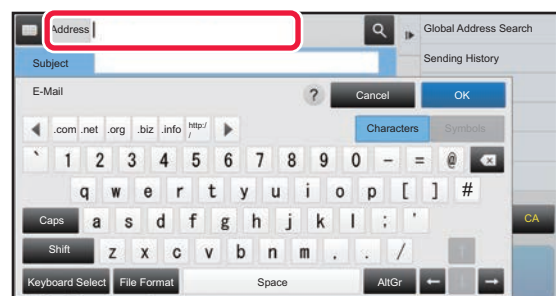 Address
Global Address Search
Subject
Sending History
E-Mail
?
Cancel
OK
.com .net .org .biz .info http:/
/
Characters
Symbols
` 1 2 3 4 5 6 7 8 9 0 - = @
q w e r t y u i o p [ ] #
Caps a s d f g h j k l ; '
CA
Shift z x c v b n m . . /
Keyboard Select File Format Space AltGr ← ↓ →